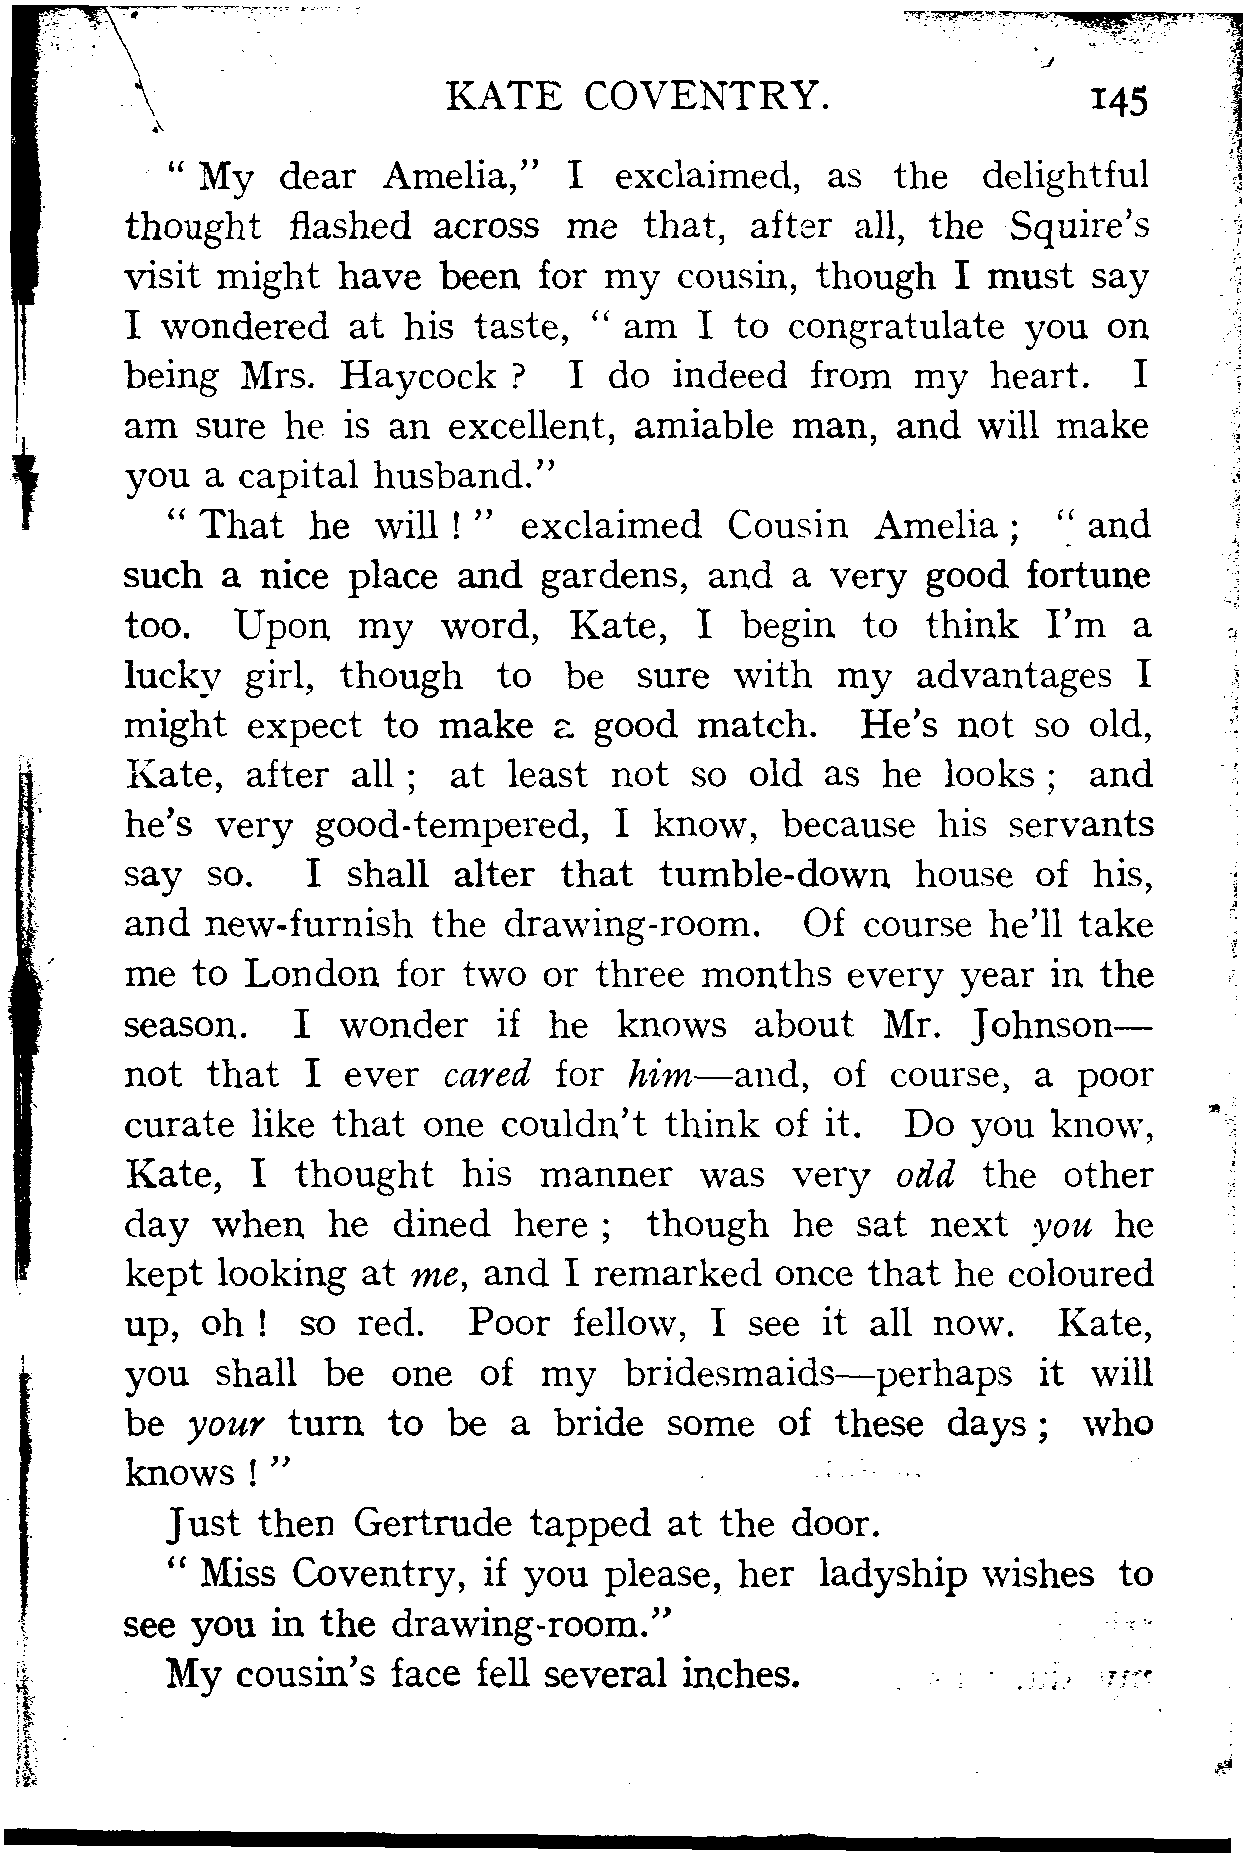 KATE COVENTRY. 145
“ My dear Amelia,” I exclaimed, as the delightful
thought flashed across me that, after all, the Squire’s
visit might have been for my cousin, though I must say
I wondered at his taste, “ am I to congratulate you on
being Mrs. Haycock ? I do indeed from my heart. I
am sure he is an excellent, amiable man, and will make
you a capital husband.”
“ That he will ! ” exclaimed Cousin Amelia ; “ and
such a nice place and gardens, and a very good fortune
too. Upon my word, Kate, I begin to think I’m a
lucky girl, though to be sure with my advantages I
might expect to make a good match. He’s not so old,
Kate, after all ; at least not so old as he looks ; and
he’s very good-tempered, I know, because his servants
say so. I shall alter that tumble-down house of his,
and new-furnish the drawing-room. Of course he’ll take
me to London for two or three months every year in the
season. I wonder if he knows about Mr. Johnson—
not that I ever cared for him—and, of course, a poor
curate like that one couldn’t think of it. Do you know,
Kate, I thought his manner was very odd the other
day when he dined here ; though he sat next you he
kept looking at me, and I remarked once that he coloured
up, oh ! so red. Poor fellow, I see it all now. Kate,
you shall be one of my bridesmaids—perhaps it will
be your turn to be a bride some of these days ; who
knows ! ”
Just then Gertrude tapped at the door.
“ Miss Coventry, if you please, her ladyship wishes to
see you in the drawing-room.”
My cousin’s face fell several inches.